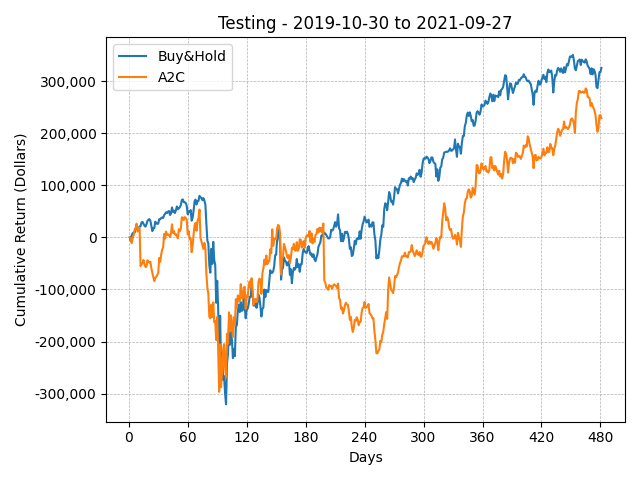 Testing - 2019-10-30 to 2021-09-27
Buy&Hold
A2C
Cumulative Return (Dollars)
300,000
200,000
100,000
0
-100,000
-200,000
-300,000
0 60 120 180 240 300 360 420 480
Days